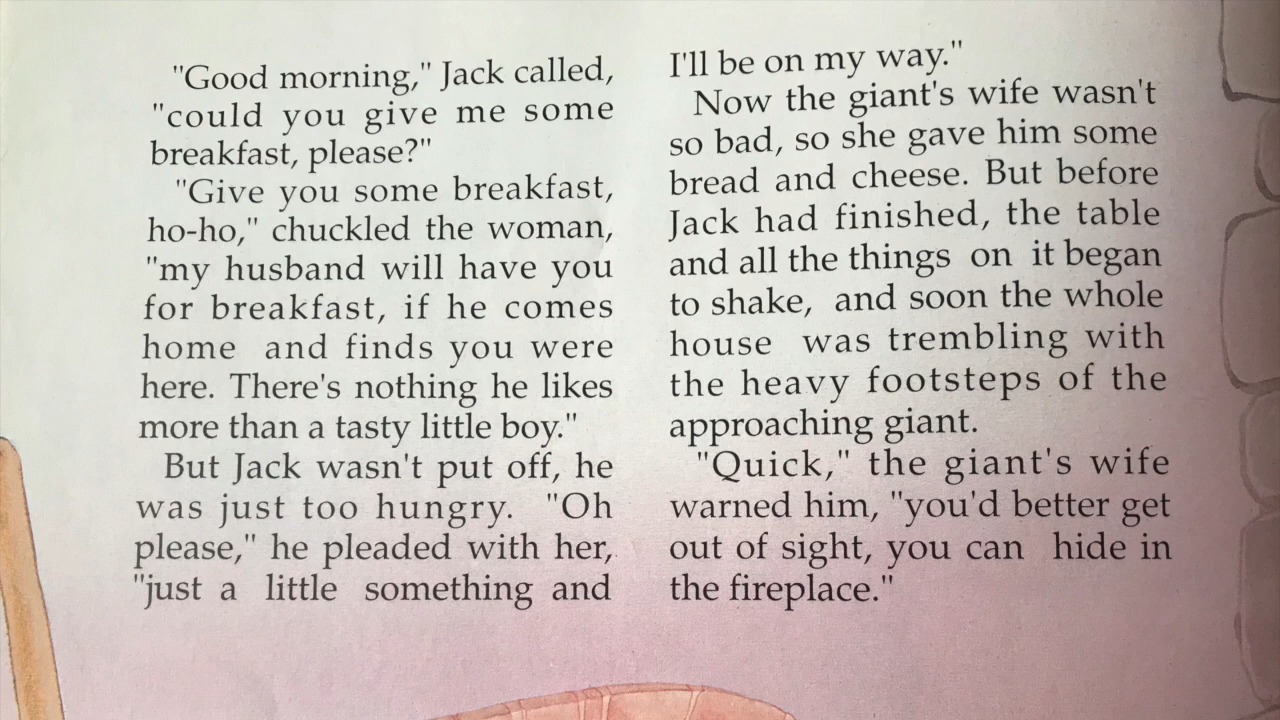 "Good morning," Jack called,
"could you give me some
breakfast, please?"
"Give you some breakfast,
ho-ho," chuckled the woman,
"my husband will have you
for breakfast, if he comes
home and finds you were
here. There's nothing he likes
more than a tasty little boy."
But Jack wasn't put off, he
was just too hungry. "Oh
please," he pleaded with her,
"just a little something and
I'll be on my way."
Now the giant's wife wasn't
so bad, so she gave him some
bread and cheese. But before
Jack had finished, the table
and all the things on it began
to shake, and soon the whole
house was trembling with
the heavy footsteps of the
approaching giant.
"Quick," the giant's wife
warned him, "you'd better get
out of sight, you can hide in
the fireplace."